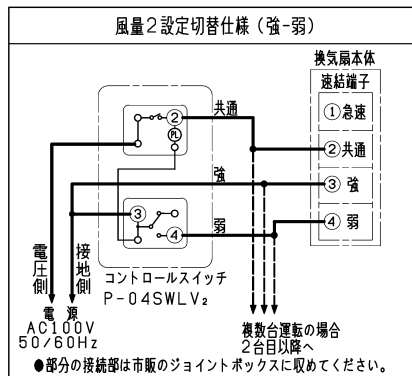 風量2設定切替仕様(強-弱)
換気扇本体
速結端子
①急速
②共通
③ 強
④ 弱
共通
強
弱
②
PL
③
④
コントロールスイッチ
P-04SWLV₂
電圧側
接地側
電 源
AC100V
50/60Hz
複数台運転の場合
2台目以降へ
●部分の接続部は市販のジョイントボックスに収めてください。